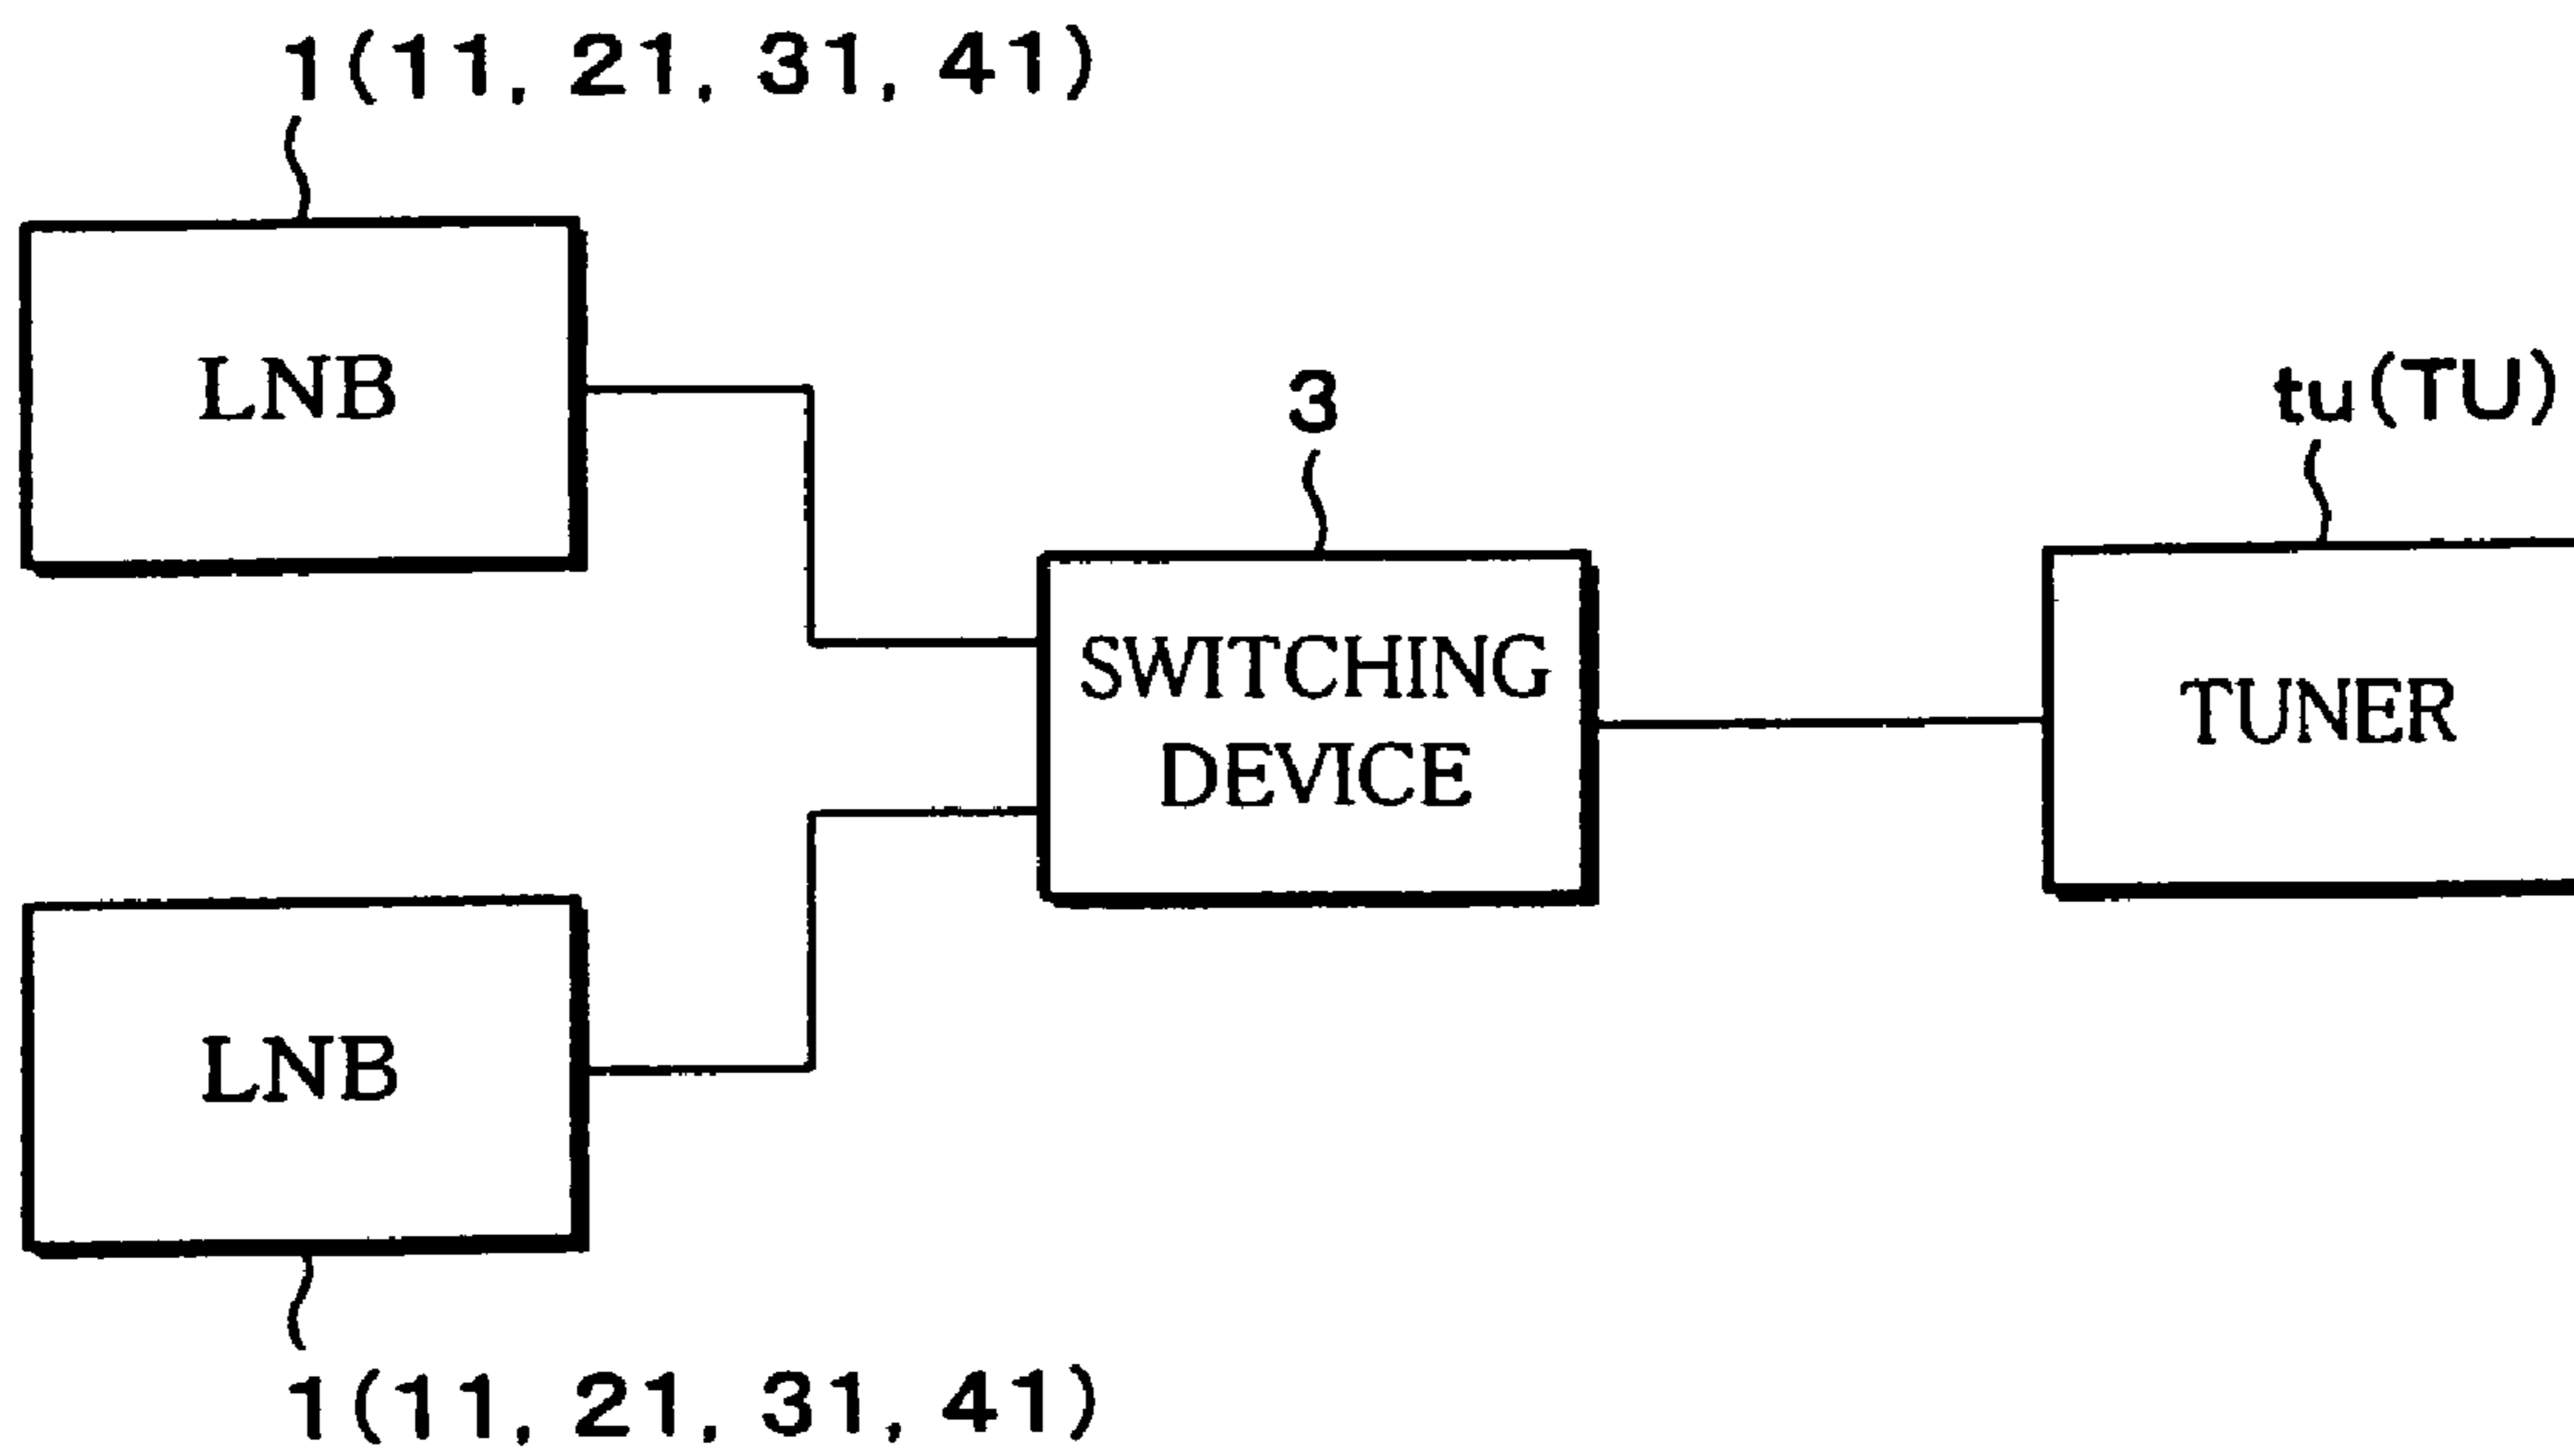 1(11, 21, 31, 41)
LNB
3
tu(TU)
SWITCHING
DEVICE
TUNER
LNB
1(11, 21, 31, 41)